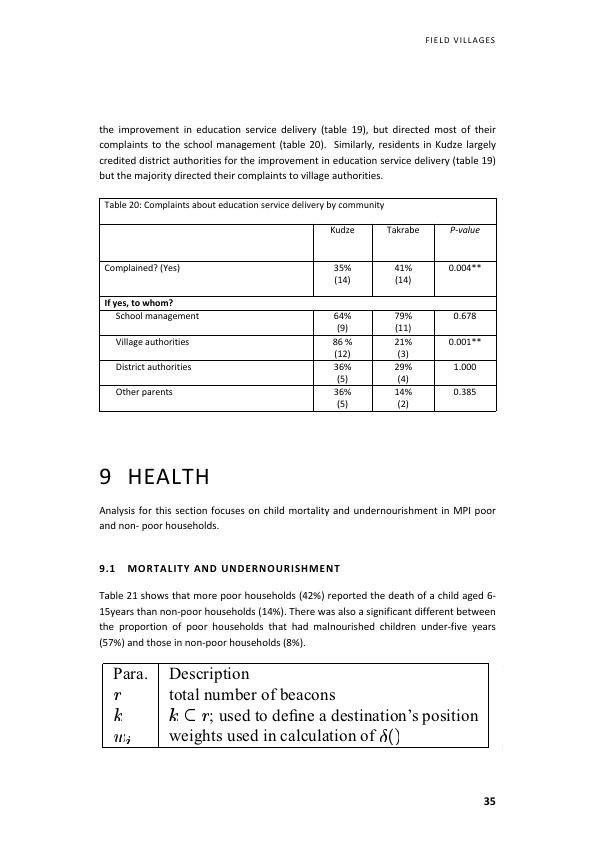 FIELD VILLAGES
the improvement in education service delivery (table 19), but directed most of their
complaints to the school management (table 20). Similarly, residents in Kudze largely
credited district authorities for the improvement in education service delivery (table 19)
but the majority directed their complaints to village authorities.
Table 20: Complaints about education service delivery by community
Kudze Takrabe P-value
Complained? (Yes) 35% 41% 0.004**
(14) (14)
If yes, to whom?
School management 64% 79% 0.678
(9) (11)
Village authorities 86 % 21% 0.001**
(12) (3)
District authorities 36% 29% 1.000
(5) (4)
Other parents 36% 14% 0.385
(5) (2)
9 HEALTH
Analysis for this section focuses on child mortality and undernourishment in MPI poor
and non- poor households.
9.1 MORTALITY AND UNDERNOURISHMENT
Table 21 shows that more poor households (42%) reported the death of a child aged 6-
15years than non-poor households (14%). There was also a significant different between
the proportion of poor households that had malnourished children under-five years
(57%) and those in non-poor households (8%).
Para. Description
r total number of beacons
k k ⊂ r; used to define a destination's position
w_i weights used in calculation of δ()
35